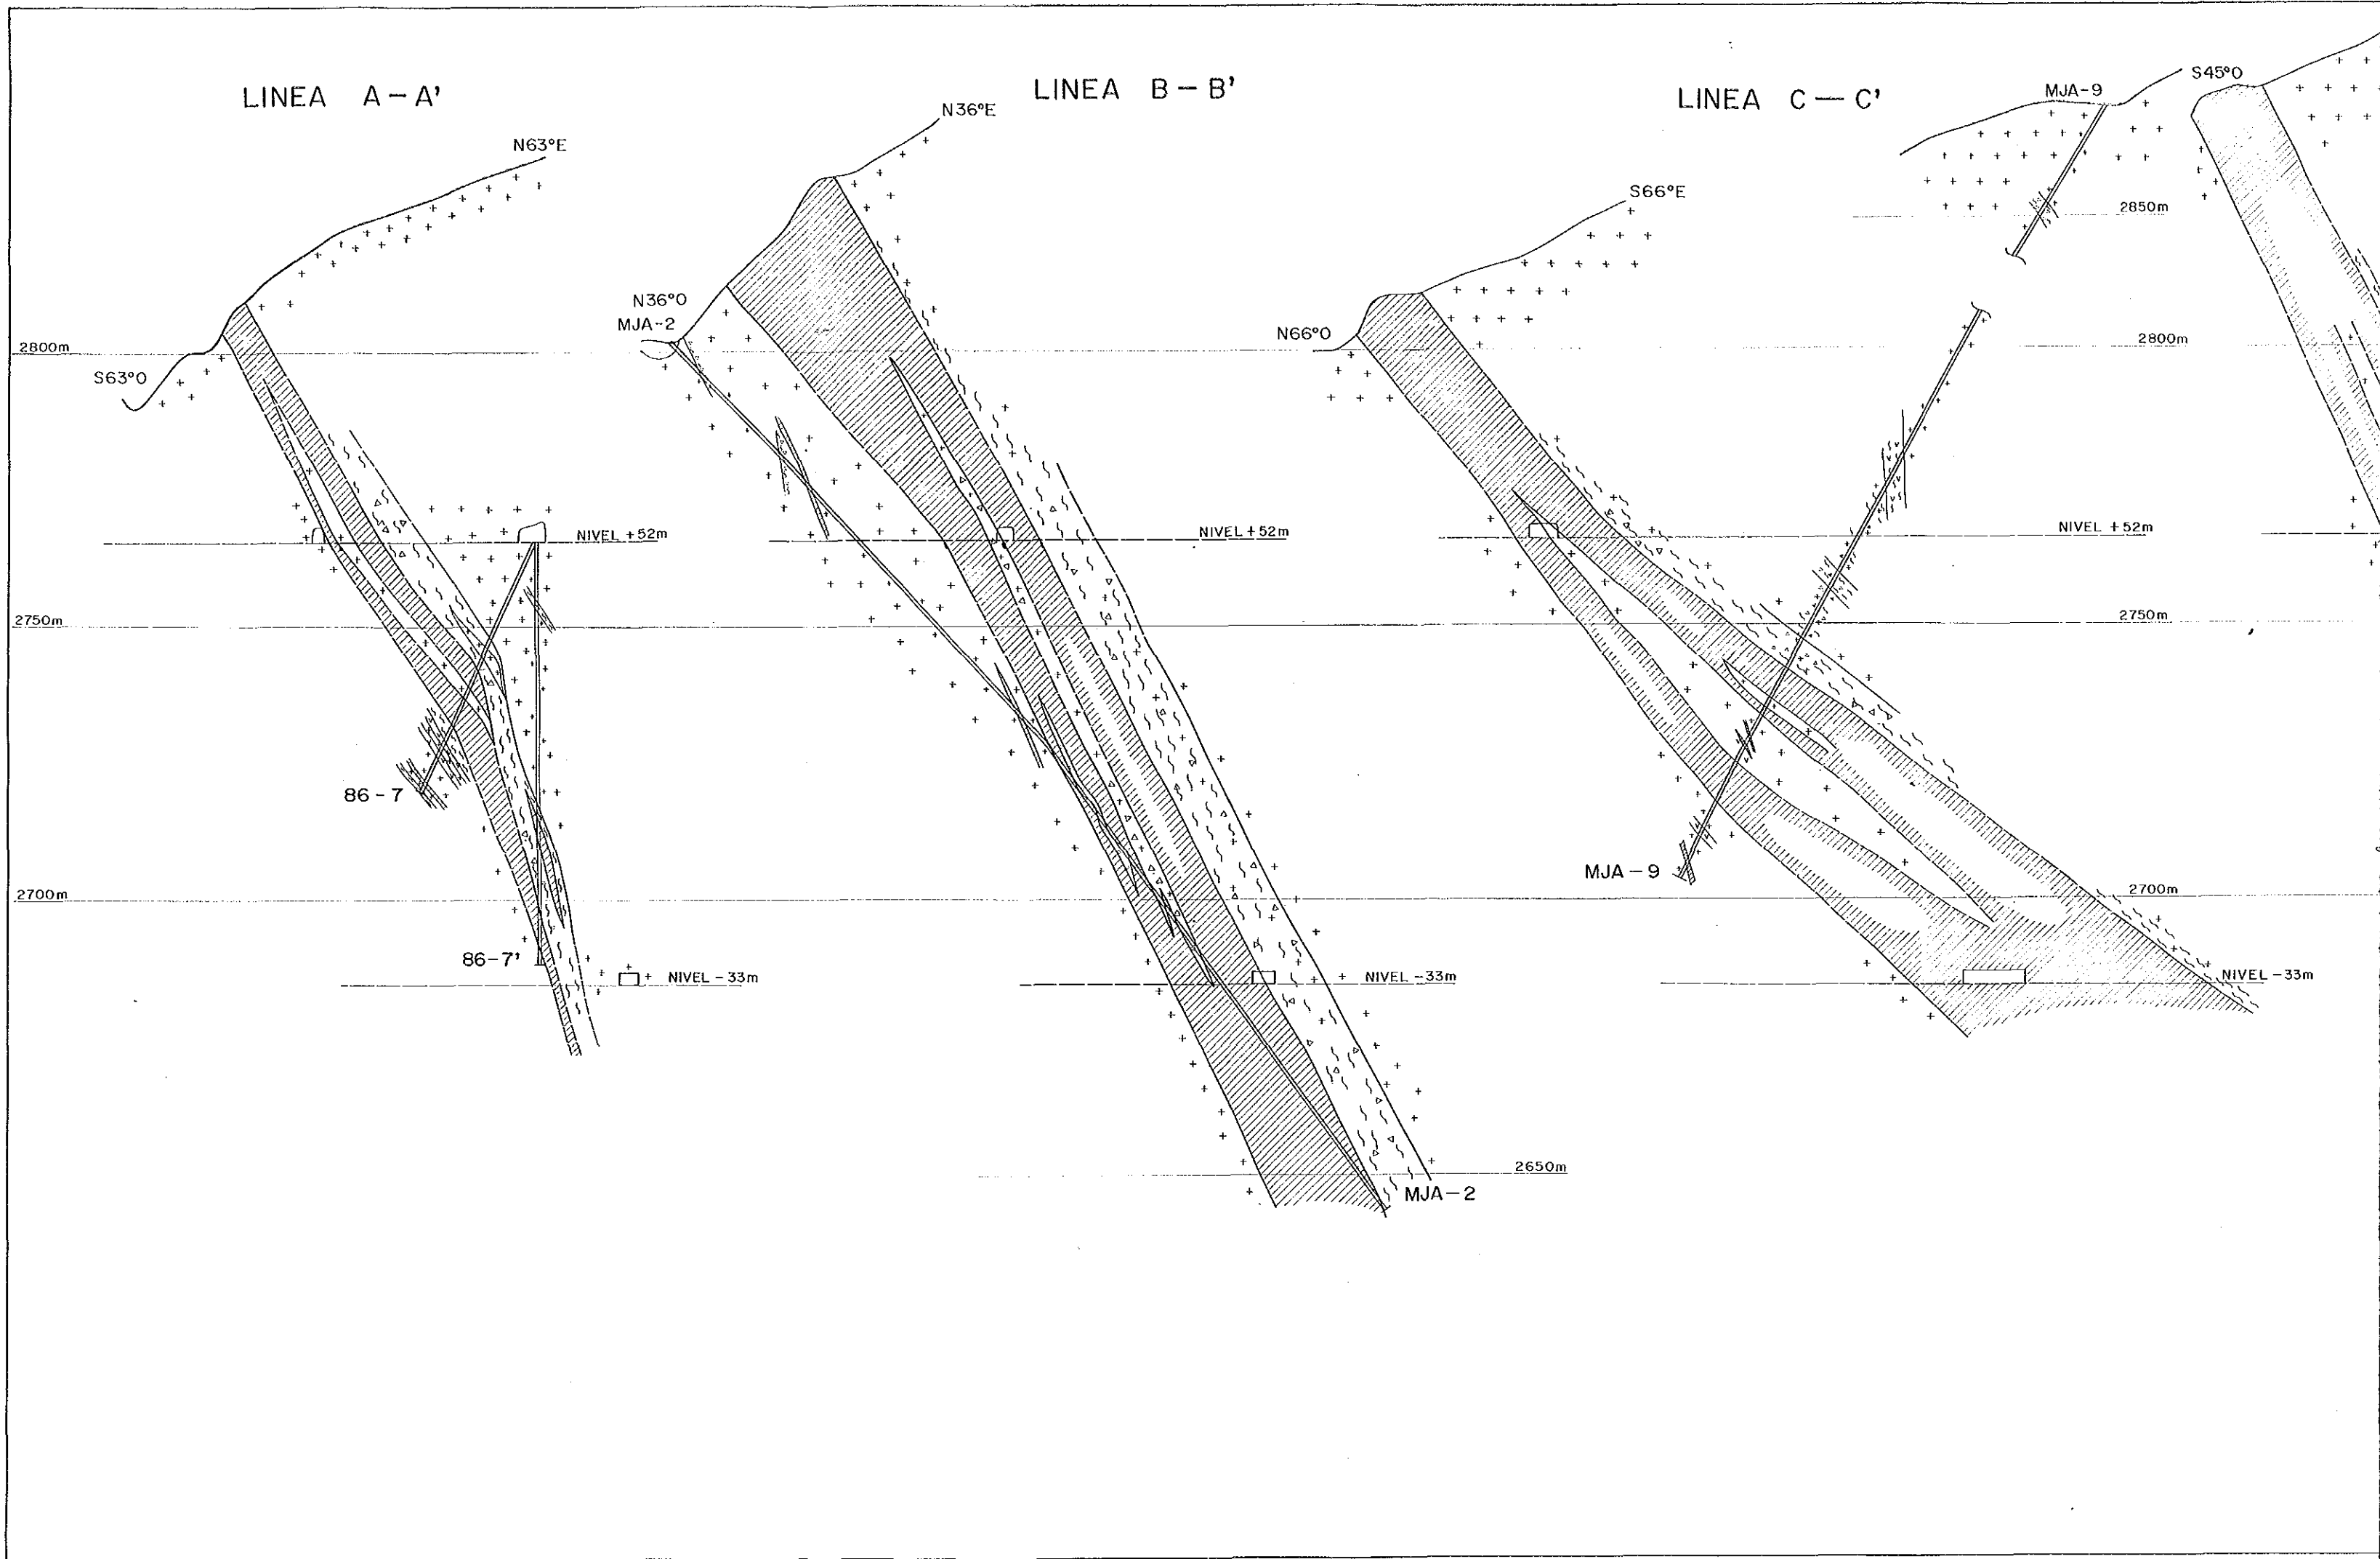 LINEA A-A'
N63°E
2800m
S63°O
NIVEL +52m
2750m
86-7
2700m
86-7'
NIVEL -33m
LINEA B-B'
N36°E
N36°O
MJA-2
NIVEL +52m
NIVEL -33m
2650m
MJA-2
LINEA C-C'
MJA-9
S66°E
2850m
N66°O
2800m
NIVEL +52m
2750m
MJA-9
2700m
NIVEL -33m
S45°O